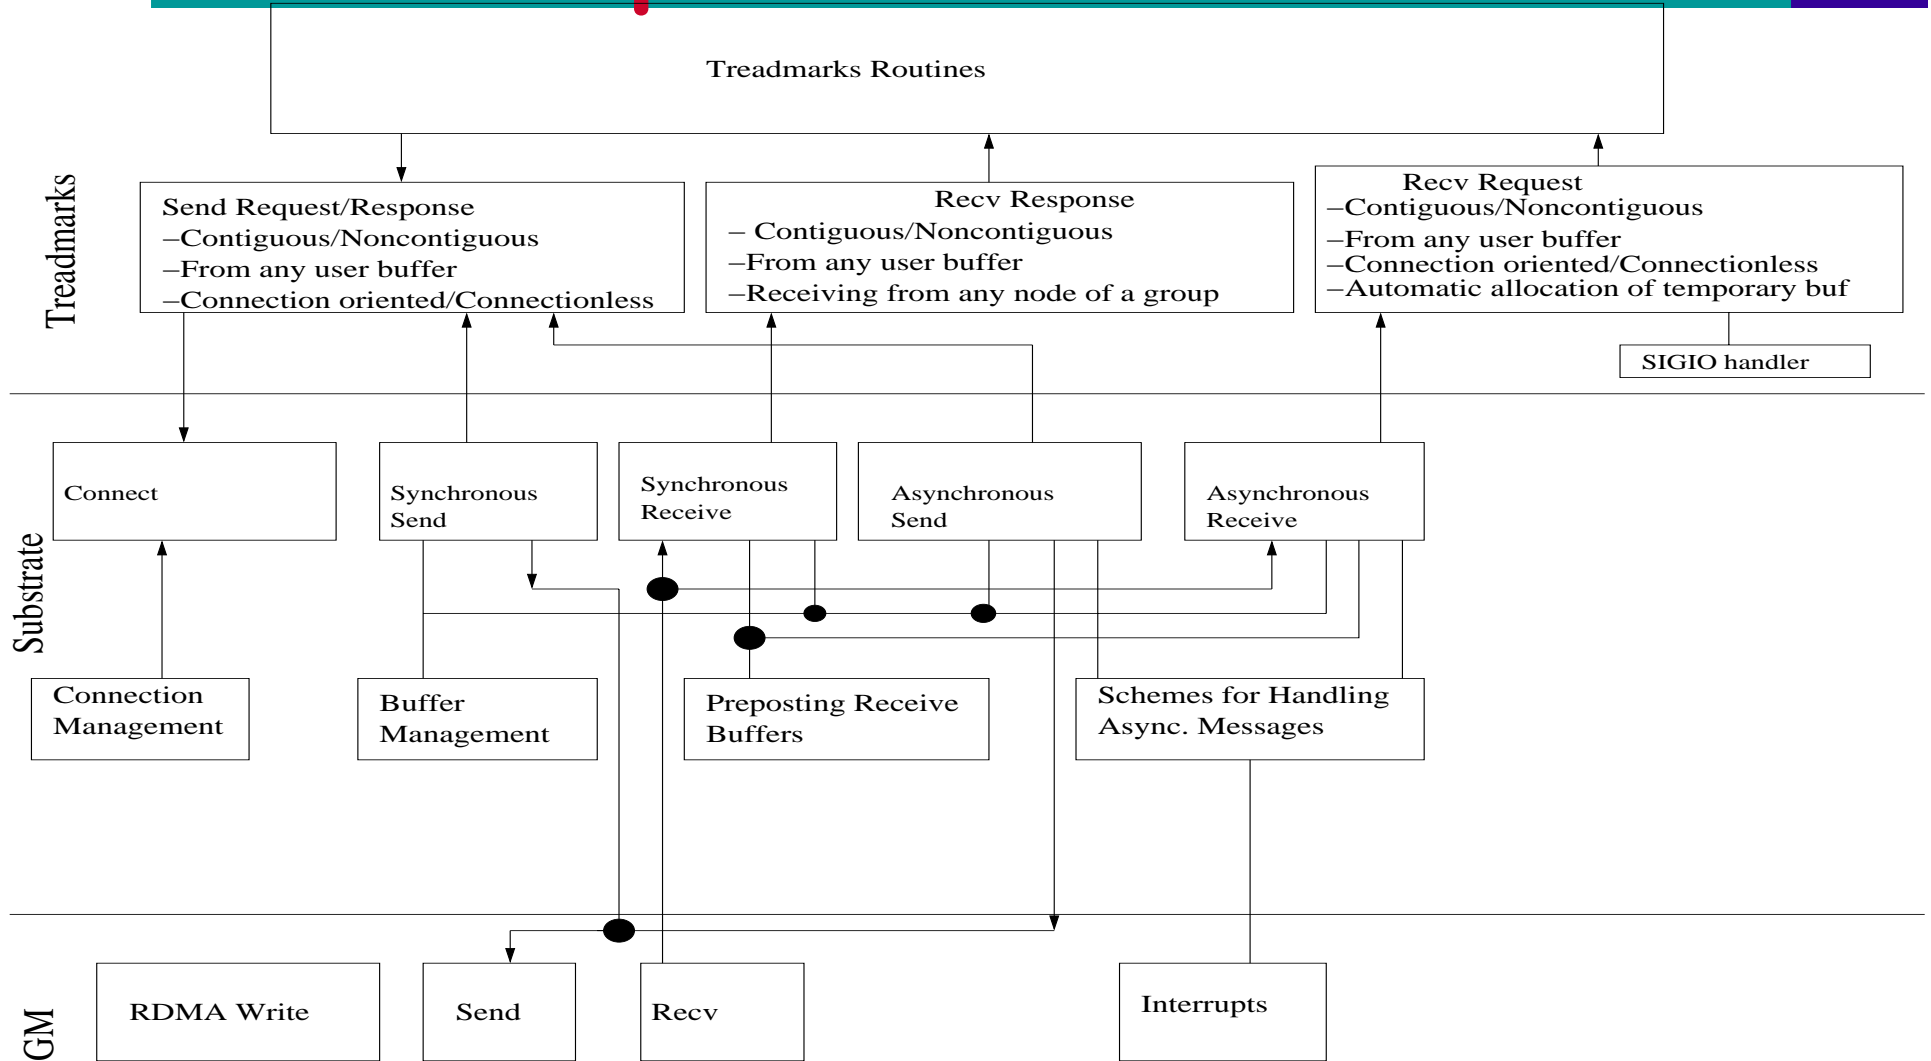 Treadmarks Routines
Treadmarks
Send Request/Response
–Contiguous/Noncontiguous
–From any user buffer
–Connection oriented/Connectionless
Recv Response
– Contiguous/Noncontiguous
–From any user buffer
–Receiving from any node of a group
Recv Request
–Contiguous/Noncontiguous
–From any user buffer
–Connection oriented/Connectionless
–Automatic allocation of temporary buf
SIGIO handler
Substrate
Connect
Synchronous
Send
Synchronous
Receive
Asynchronous
Send
Asynchronous
Receive
Connection
Management
Buffer
Management
Preposting Receive
Buffers
Schemes for Handling
Async. Messages
GM
RDMA Write
Send
Recv
Interrupts